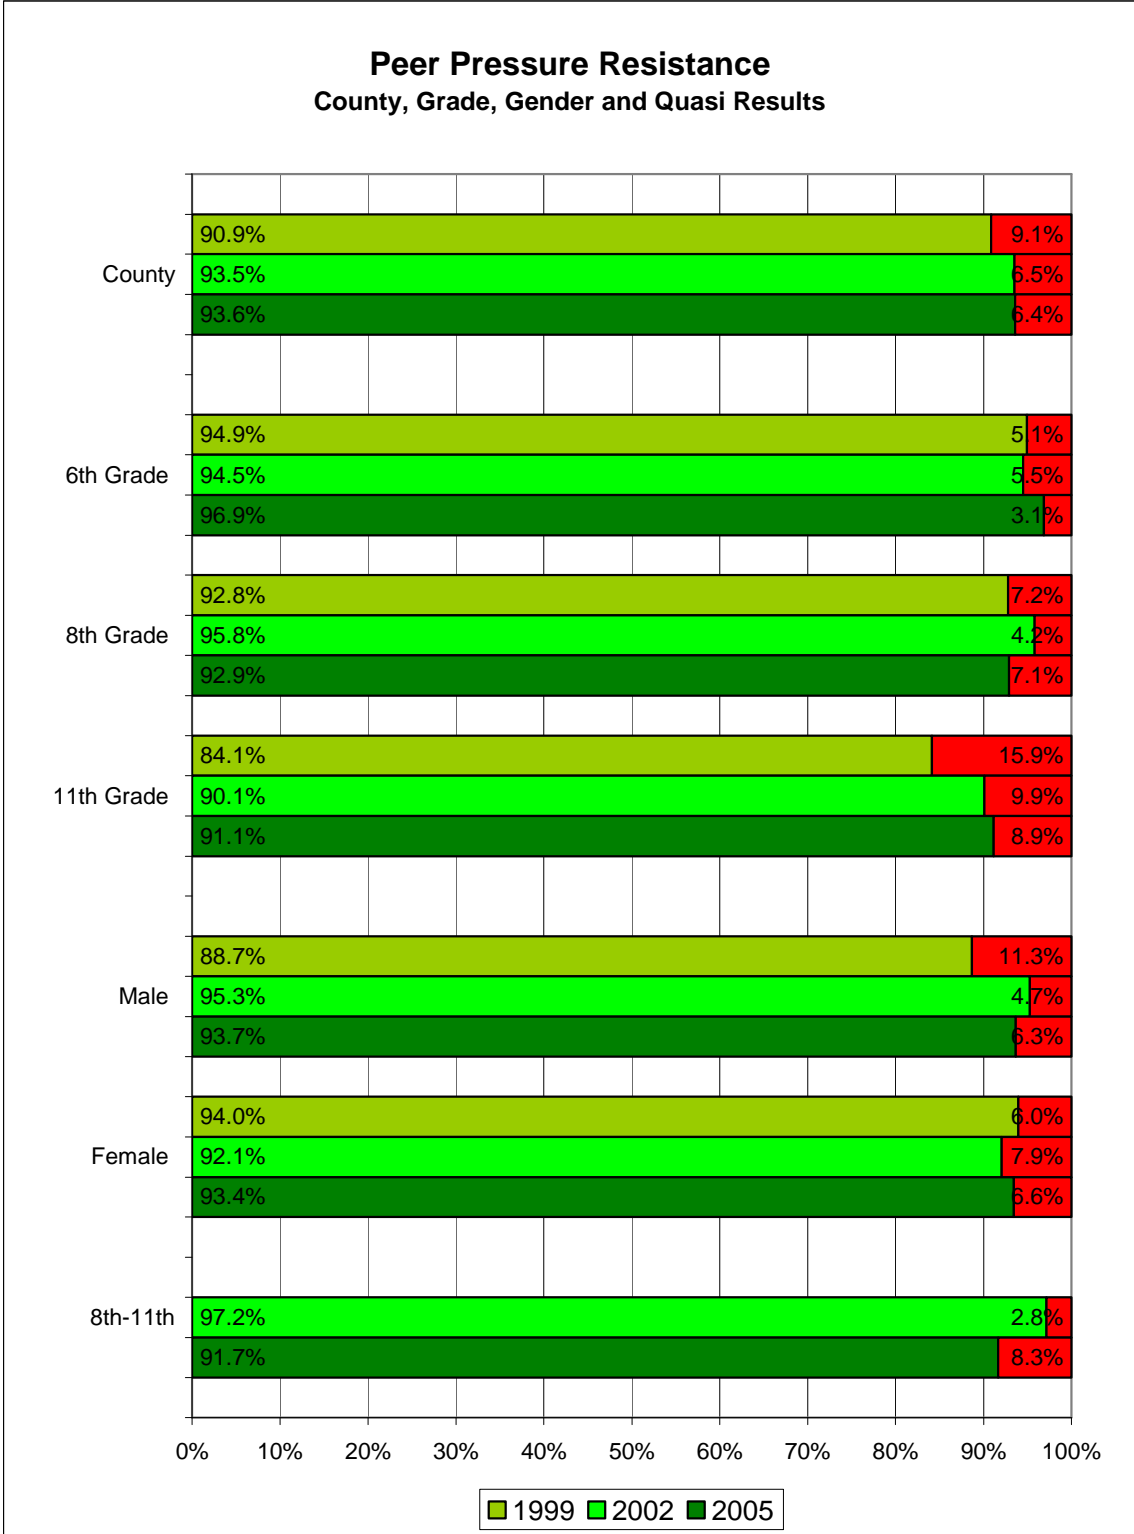 Peer Pressure Resistance
County, Grade, Gender and Quasi Results
90.9% 9.1%
County 93.5% 6.5%
93.6% 6.4%
94.9% 5.1%
6th Grade 94.5% 5.5%
96.9% 3.1%
92.8% 7.2%
8th Grade 95.8% 4.2%
92.9% 7.1%
84.1% 15.9%
11th Grade 90.1% 9.9%
91.1% 8.9%
88.7% 11.3%
Male 95.3% 4.7%
93.7% 6.3%
94.0% 6.0%
Female 92.1% 7.9%
93.4% 6.6%
8th-11th 97.2% 2.8%
91.7% 8.3%
0% 10% 20% 30% 40% 50% 60% 70% 80% 90% 100%
1999 2002 2005